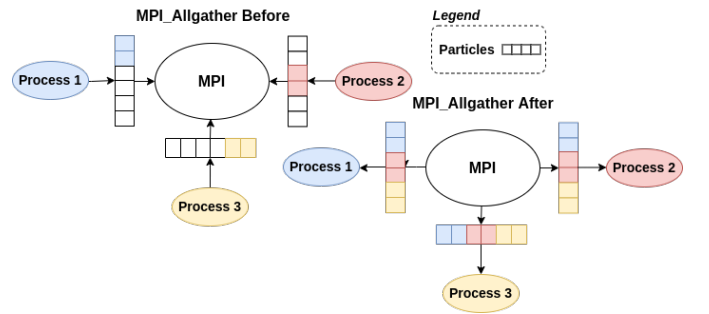 MPI_Allgather Before
Legend
Particles
Process 1
MPI
Process 2
MPI_Allgather After
Process 3
Process 1
MPI
Process 2
Process 3